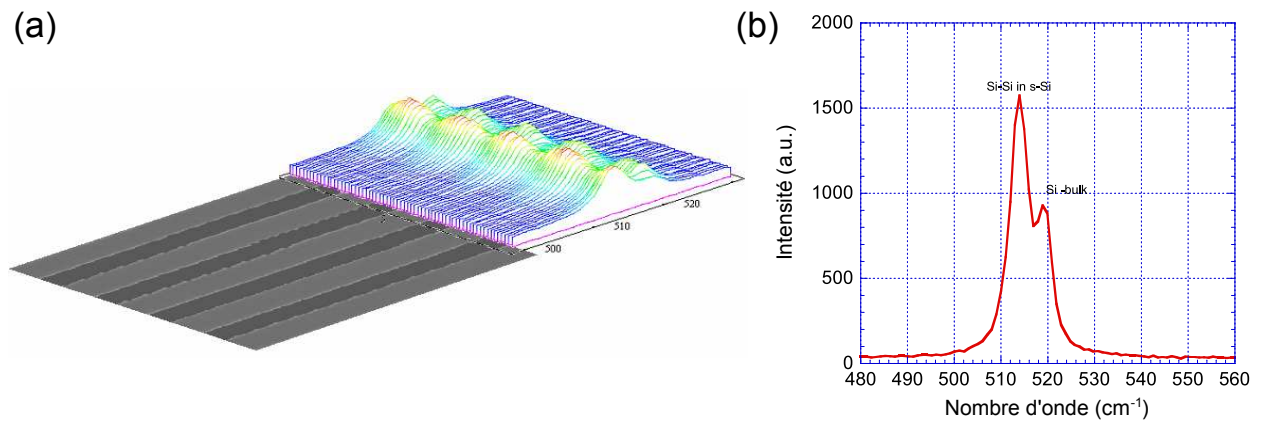 (a)
500
510
520
(b)
Intensité (a.u.)
2000
1500
1000
500
0
Si-Si in s-Si
Si -bulk
480 490 500 510 520 530 540 550 560
Nombre d'onde (cm⁻¹)